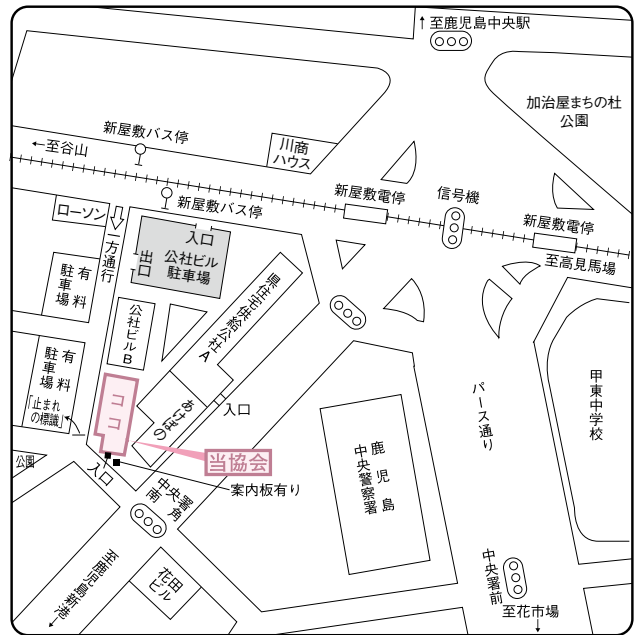 至鹿児島中央駅
加治屋まちの杜
公園
新屋敷バス停
至谷山
川商
ハウス
新屋敷電停
信号機
新屋敷バス停
新屋敷電停
至高見馬場
ローソン
一方通行
入口
出口
公社ビル
駐車場
有料
駐車場
公社ビルB
県住宅供給公社A
有料
駐車場
「止まれ
の標識」
ココ
あけぼの
入口
当協会
パース通り
甲東中学校
鹿児島
中央警察署
公園
入口
案内板有り
中央署角
南
至鹿児島新港
花田
ビル
中央署前
至花市場